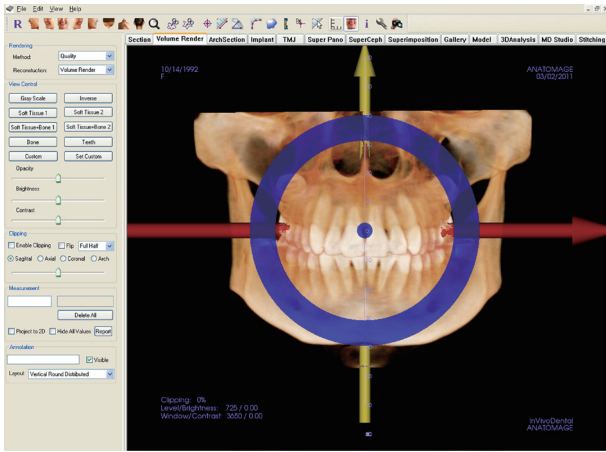 File Edit View Help
R
i
Section Volume Render ArchSection Implant TMJ Super Pano SuperCeph Superimposition Gallery Model 3DAnalysis MD Studio Stitching
Rendering
Method: Quality
Reconstruction: Volume Render
View Control
Gray Scale Inverse
Soft Tissue 1 Soft Tissue 2
Soft Tissue+Bone 1 Soft Tissue+Bone 2
Bone Teeth
Custom Set Custom
Opacity
Brightness
Contrast
Clipping
Enable Clipping Flip Full Half
Sagittal Axial Coronal Arch
Measurement
Delete All
Project to 2D Hide All Values Report
Annotation
Visible
Layout Vertical Round Distributed
10/14/1992
F
ANATOMAGE
03/02/2011
Clipping: 0%
Level/Brightness: 725 / 0.00
Window/Contrast: 3650 / 0.00
InVivoDental
ANATOMAGE